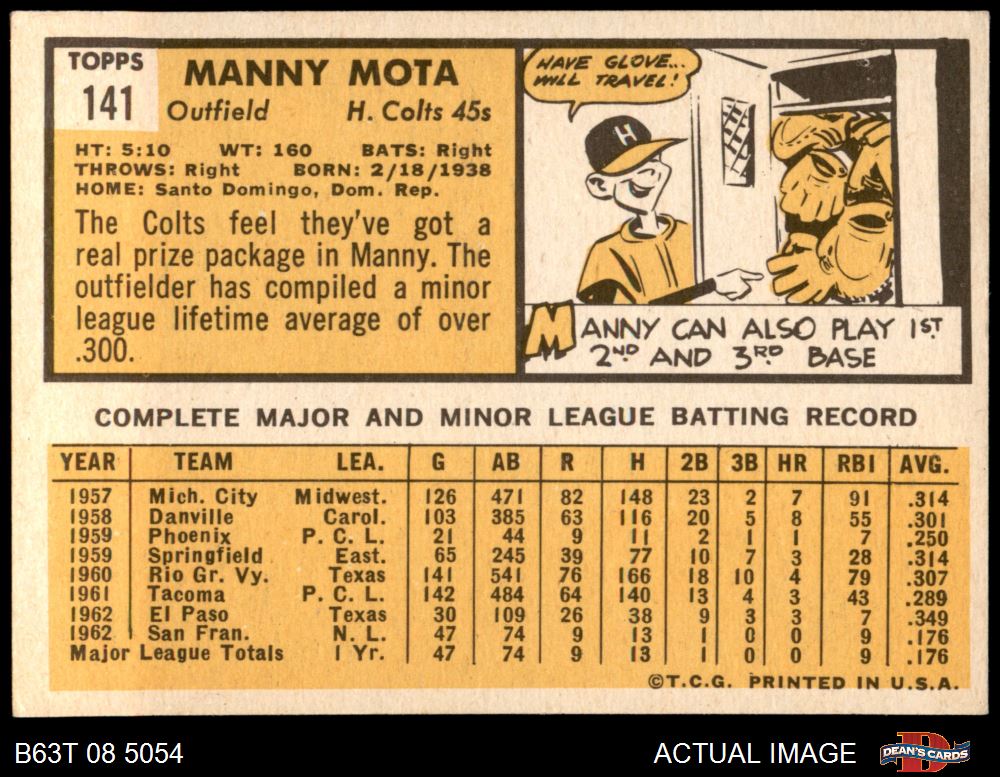 TOPPS
141
MANNY MOTA
Outfield H. Colts 45s
HT: 5:10 WT: 160 BATS: Right
THROWS: Right BORN: 2/18/1938
HOME: Santo Domingo, Dom. Rep.
The Colts feel they've got a
real prize package in Manny. The
outfielder has compiled a minor
league lifetime average of over
.300.
HAVE GLOVE...
WILL TRAVEL!
H
MANNY CAN ALSO PLAY 1ST
2ND AND 3RD BASE
COMPLETE MAJOR AND MINOR LEAGUE BATTING RECORD
YEAR TEAM LEA. G AB R H 2B 3B HR RBI AVG.
1957 Mich. City Midwest. 126 471 82 148 23 2 7 91 .314
1958 Danville Carol. 103 385 63 116 20 5 8 55 .301
1959 Phoenix P. C. L. 21 44 9 11 2 1 1 7 .250
1959 Springfield East. 65 245 39 77 10 7 3 28 .314
1960 Rio Gr. Vy. Texas 141 541 76 166 18 10 4 79 .307
1961 Tacoma P. C. L. 142 484 64 140 13 4 3 43 .289
1962 El Paso Texas 30 109 26 38 9 3 3 7 .349
1962 San Fran. N. L. 47 74 9 13 1 0 0 9 .176
Major League Totals 1 Yr. 47 74 9 13 1 0 0 9 .176
©T.C.G. PRINTED IN U.S.A.
B63T 08 5054 ACTUAL IMAGE DEAN'S CARDS